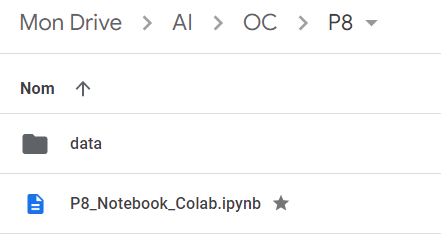 Mon Drive > AI > OC > P8
Nom
data
P8_Notebook_Colab.ipynb